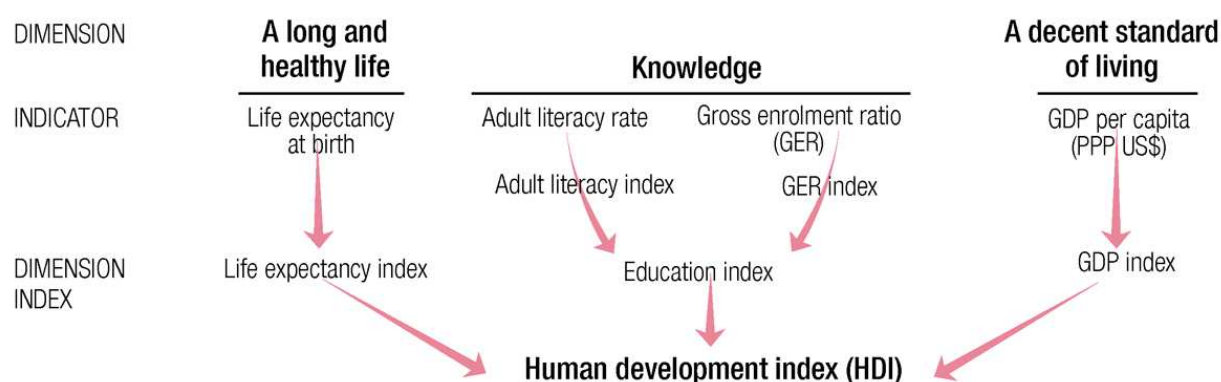 DIMENSION
A long and
healthy life
Knowledge
A decent standard
of living
INDICATOR
Life expectancy
at birth
Adult literacy rate
Gross enrolment ratio
(GER)
GDP per capita
(PPP US$)
Adult literacy index
GER index
DIMENSION
INDEX
Life expectancy index
Education index
GDP index
Human development index (HDI)